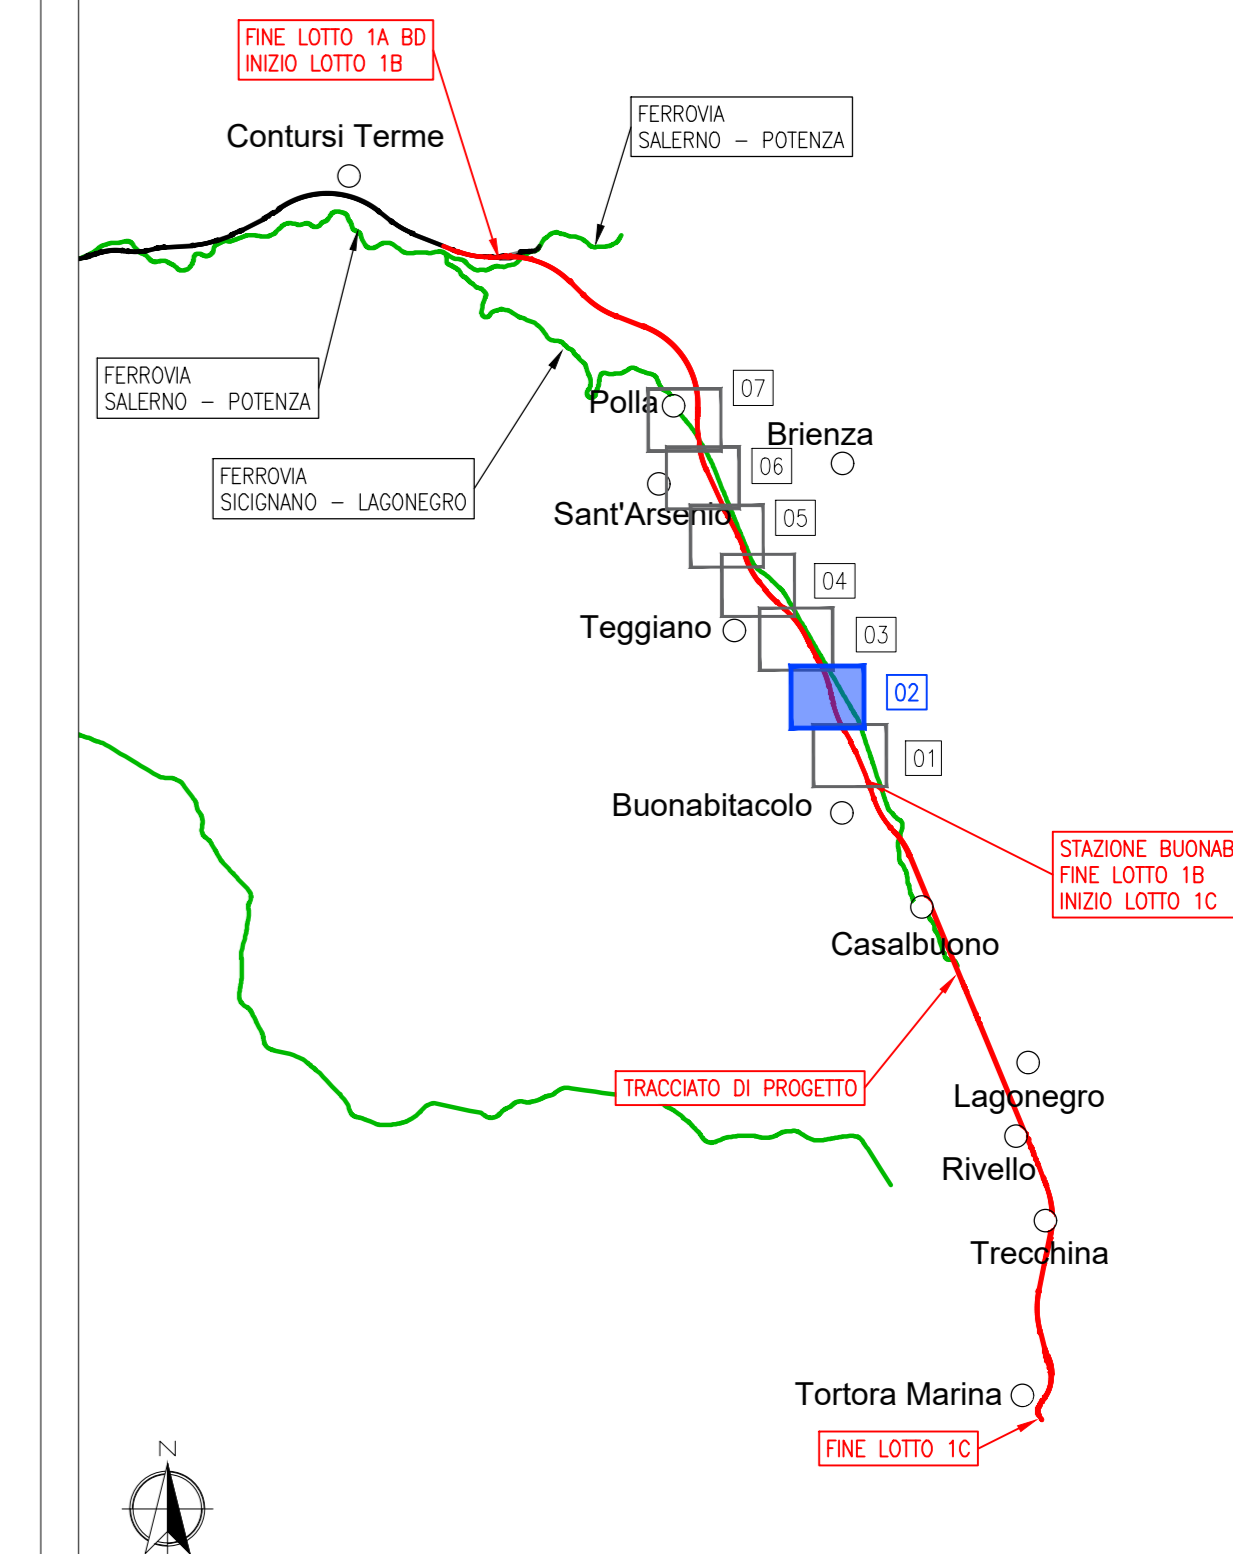 FINE LOTTO 1A BD
INIZIO LOTTO 1B
FERROVIA
SALERNO – POTENZA
Contursi Terme
FERROVIA
SALERNO – POTENZA
FERROVIA
SICIGNANO – LAGONEGRO
Polla
07
Brienza
06
Sant'Arsenio
05
04
Teggiano
03
02
01
Buonabitacolo
STAZIONE BUONAB
FINE LOTTO 1B
INIZIO LOTTO 1C
Casalbuono
TRACCIATO DI PROGETTO
Lagonegro
Rivello
Trecchina
Tortora Marina
FINE LOTTO 1C
N